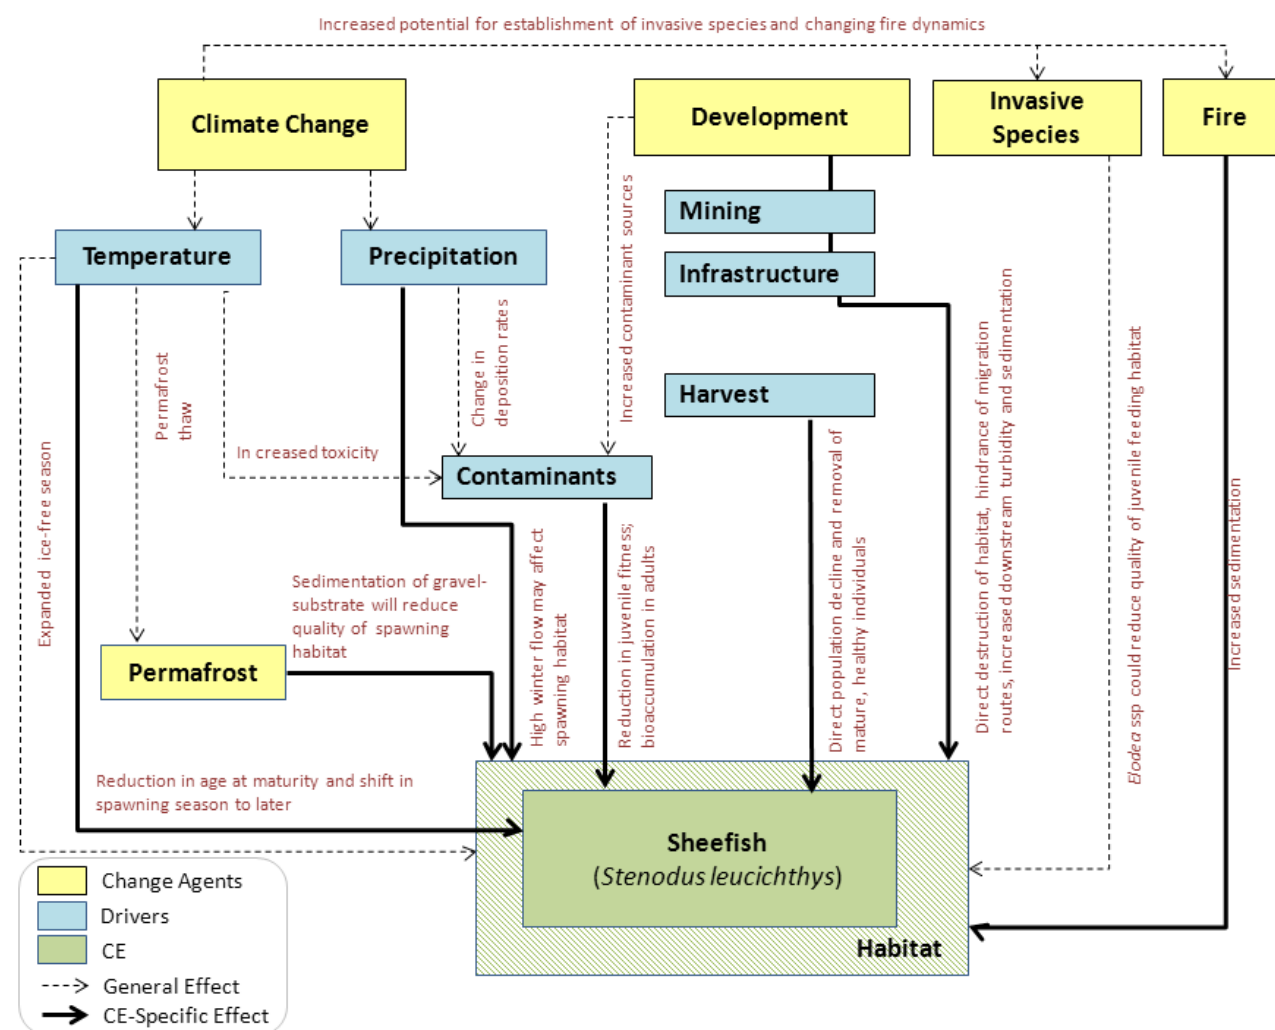 Increased potential for establishment of invasive species and changing fire dynamics
Climate Change
Development
Invasive
Species
Fire
Mining
Temperature
Precipitation
Infrastructure
Increased contaminant sources
Change in
deposition rates
Permafrost
thaw
Harvest
In creased toxicity
Contaminants
Expanded ice-free season
Direct destruction of habitat, hindrance of migration
routes, increased downstream turbidity and sedimentation
Elodea ssp could reduce quality of juvenile feeding habitat
Increased sedimentation
Sedimentation of gravel-
substrate will reduce
quality of spawning
habitat
High winter flow may affect
spawning habitat
Reduction in juvenile fitness;
bioaccumulation in adults
Direct population decline and removal of
mature, healthy individuals
Permafrost
Reduction in age at maturity and shift in
spawning season to later
Sheefish
(Stenodus leucichthys)
Habitat
Change Agents
Drivers
CE
General Effect
CE-Specific Effect